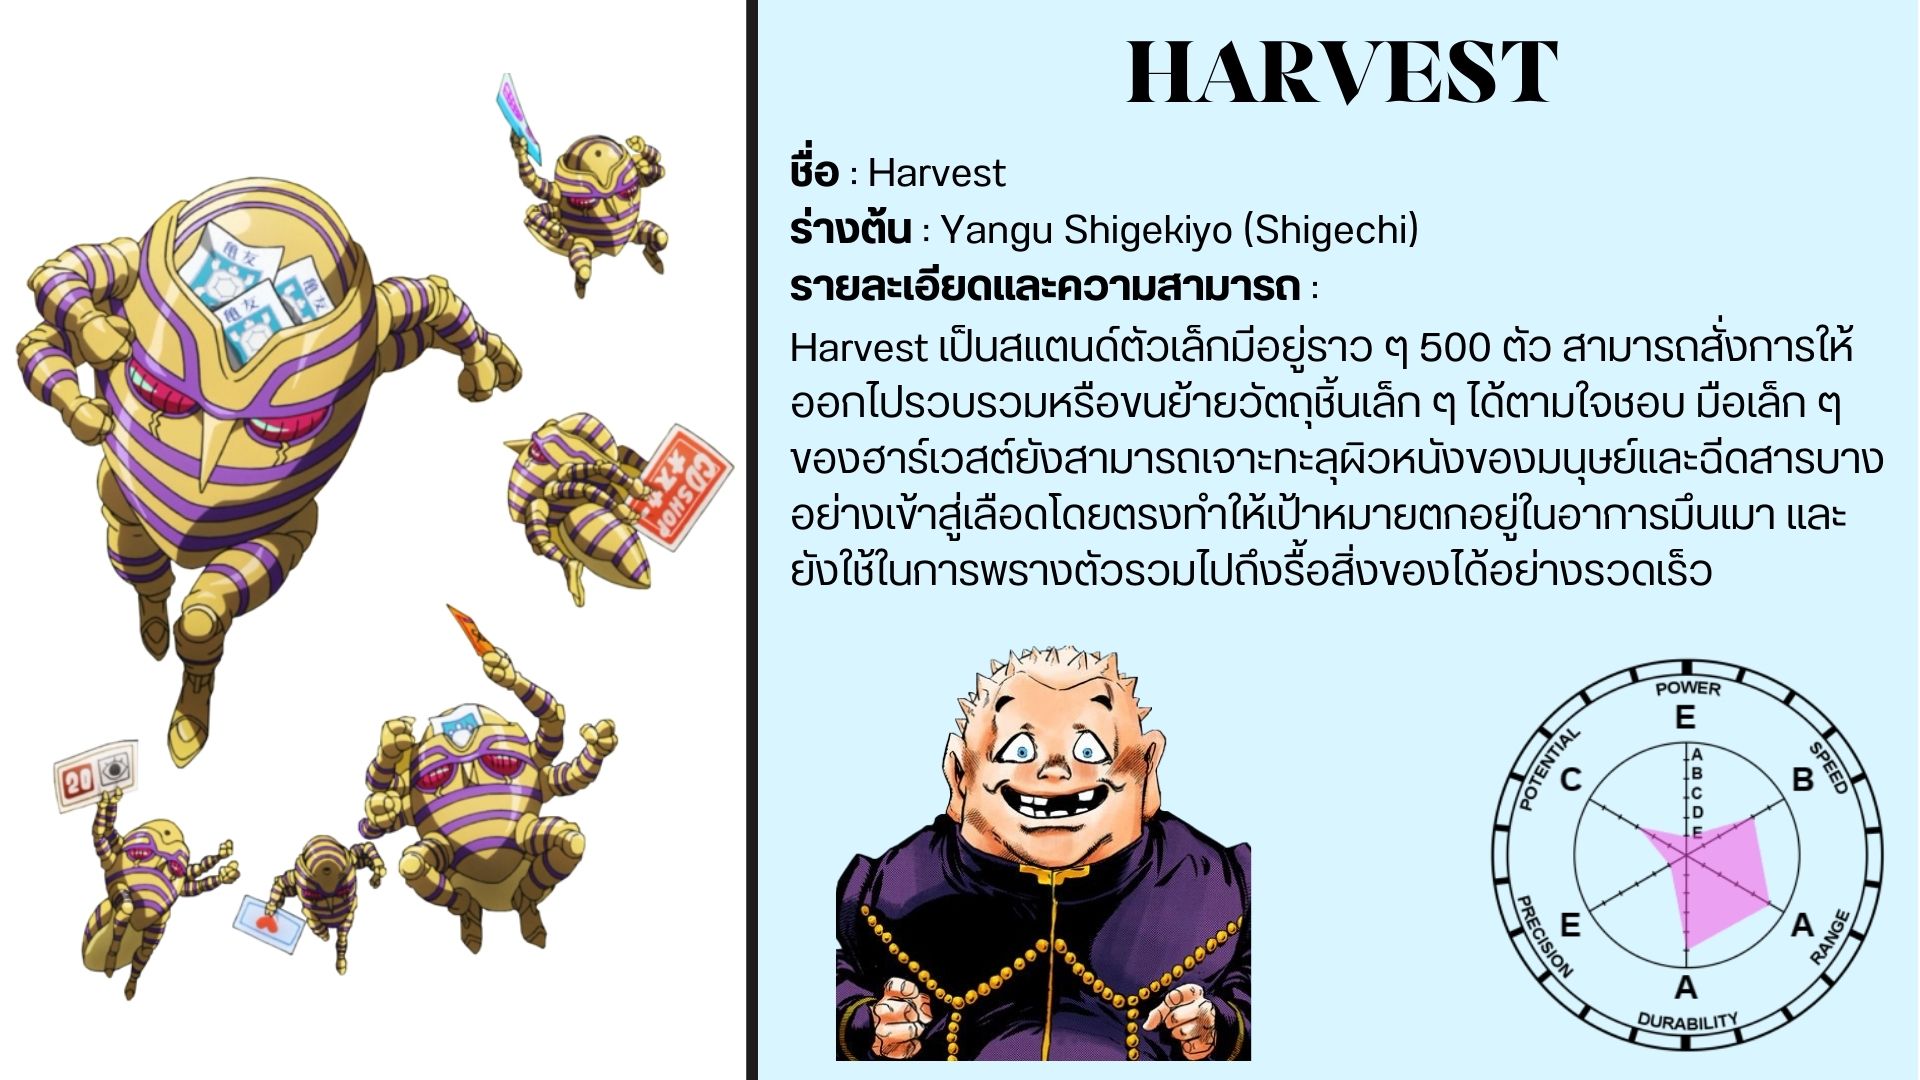 HARVEST
ชื่อ : Harvest
ร่างต้น : Yangu Shigekiyo (Shigechi)
รายละเอียดและความสามารถ :
Harvest เป็นสแตนด์ตัวเล็กมีอยู่ราว ๆ 500 ตัว สามารถสั่งการให้
ออกไปรวบรวมหรือขนย้ายวัตถุชิ้นเล็ก ๆ ได้ตามใจชอบ มือเล็ก ๆ
ของฮาร์เวสต์ยังสามารถเจาะทะลุผิวหนังของมนุษย์และฉีดสารบาง
อย่างเข้าสู่เลือดโดยตรงทำให้เป้าหมายตกอยู่ในอาการมึนเมา และ
ยังใช้ในการพรางตัวรวมไปถึงรื้อสิ่งของได้อย่างรวดเร็ว
亀友
亀友
亀友
CD SHOP
20
POWER
E
SPEED
B
RANGE
A
DURABILITY
A
PRECISION
E
POTENTIAL
C
A
B
C
D
E